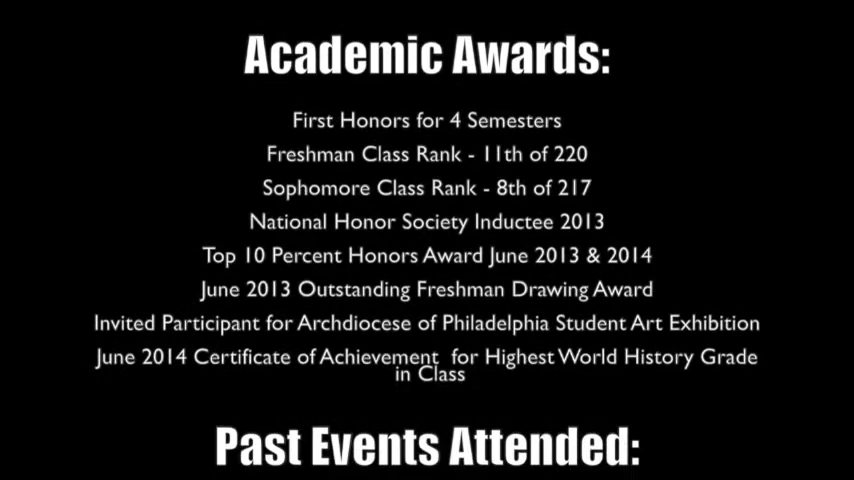 Academic Awards:
First Honors for 4 Semesters
Freshman Class Rank - 11th of 220
Sophomore Class Rank - 8th of 217
National Honor Society Inductee 2013
Top 10 Percent Honors Award June 2013 & 2014
June 2013 Outstanding Freshman Drawing Award
Invited Participant for Archdiocese of Philadelphia Student Art Exhibition
June 2014 Certificate of Achievement  for Highest World History Grade
in Class
Past Events Attended: